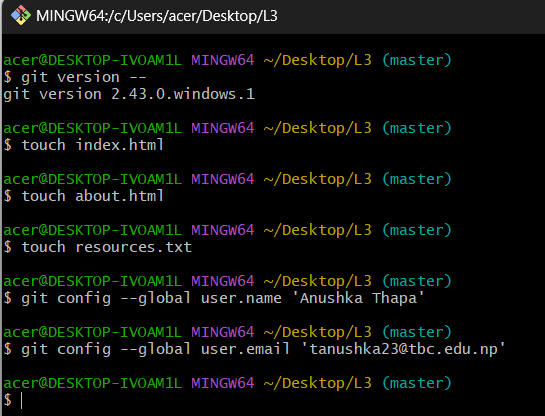 MINGW64:/c/Users/acer/Desktop/L3
acer@DESKTOP-IVOAM1L MINGW64 ~/Desktop/L3 (master)
$ git version --
git version 2.43.0.windows.1
acer@DESKTOP-IVOAM1L MINGW64 ~/Desktop/L3 (master)
$ touch index.html
acer@DESKTOP-IVOAM1L MINGW64 ~/Desktop/L3 (master)
$ touch about.html
acer@DESKTOP-IVOAM1L MINGW64 ~/Desktop/L3 (master)
$ touch resources.txt
acer@DESKTOP-IVOAM1L MINGW64 ~/Desktop/L3 (master)
$ git config --global user.name 'Anushka Thapa'
acer@DESKTOP-IVOAM1L MINGW64 ~/Desktop/L3 (master)
$ git config --global user.email 'tanushka23@tbc.edu.np'
acer@DESKTOP-IVOAM1L MINGW64 ~/Desktop/L3 (master)
$